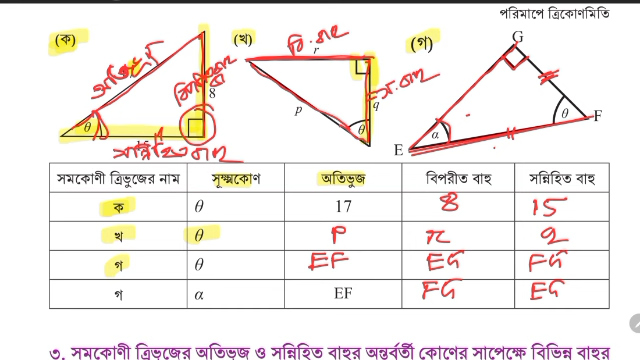 পরিমাপে ত্রিকোণমিতি
(ক) (খ) (গ)
অতিভুজ
বিপরীত বাহু
8
θ
সন্নিহিত বাহু
বি. বাহু
r
p
q
θ
স. বাহু
G
F
E
α
θ
সমকোণী ত্রিভুজের নাম সূক্ষ্মকোণ অতিভুজ বিপরীত বাহু সন্নিহিত বাহু
ক θ 17 8 15
খ θ P r q
গ θ EF EG FG
গ α EF FG EG
৩. সমকোণী ত্রিভুজের অতিভুজ ও সন্নিহিত বাহুর অন্তর্বর্তী কোণের সাপেক্ষে বিভিন্ন বাহুর